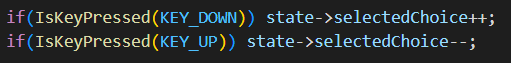 if(IsKeyPressed(KEY_DOWN)) state->selectedChoice++;
if(IsKeyPressed(KEY_UP)) state->selectedChoice--;